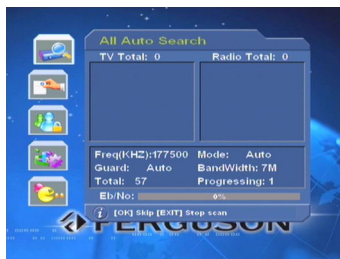 All Auto Search
TV Total: 0 Radio Total: 0
Freq(KHZ):177500 Mode: Auto
Guard: Auto BandWidth: 7M
Total: 57 Progressing: 1
Eb/No: 0%
[OK] Skip [EXIT] Stop scan
FERGUSON